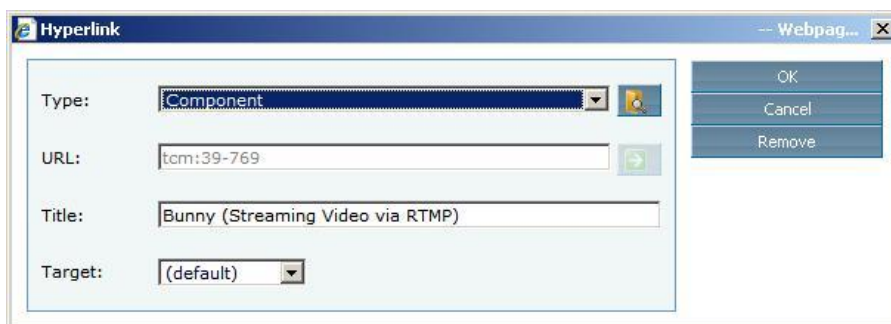 Hyperlink -- Webpag...
Type: Component
URL: tcm:39-769
Title: Bunny (Streaming Video via RTMP)
Target: (default)
OK
Cancel
Remove